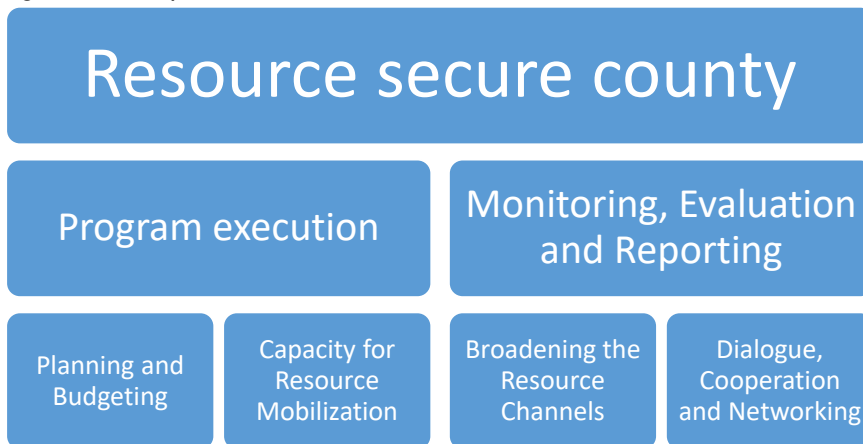 Resource secure county
Program execution
Monitoring, Evaluation
and Reporting
Planning and
Budgeting
Capacity for
Resource
Mobilization
Broadening the
Resource
Channels
Dialogue,
Cooperation
and Networking